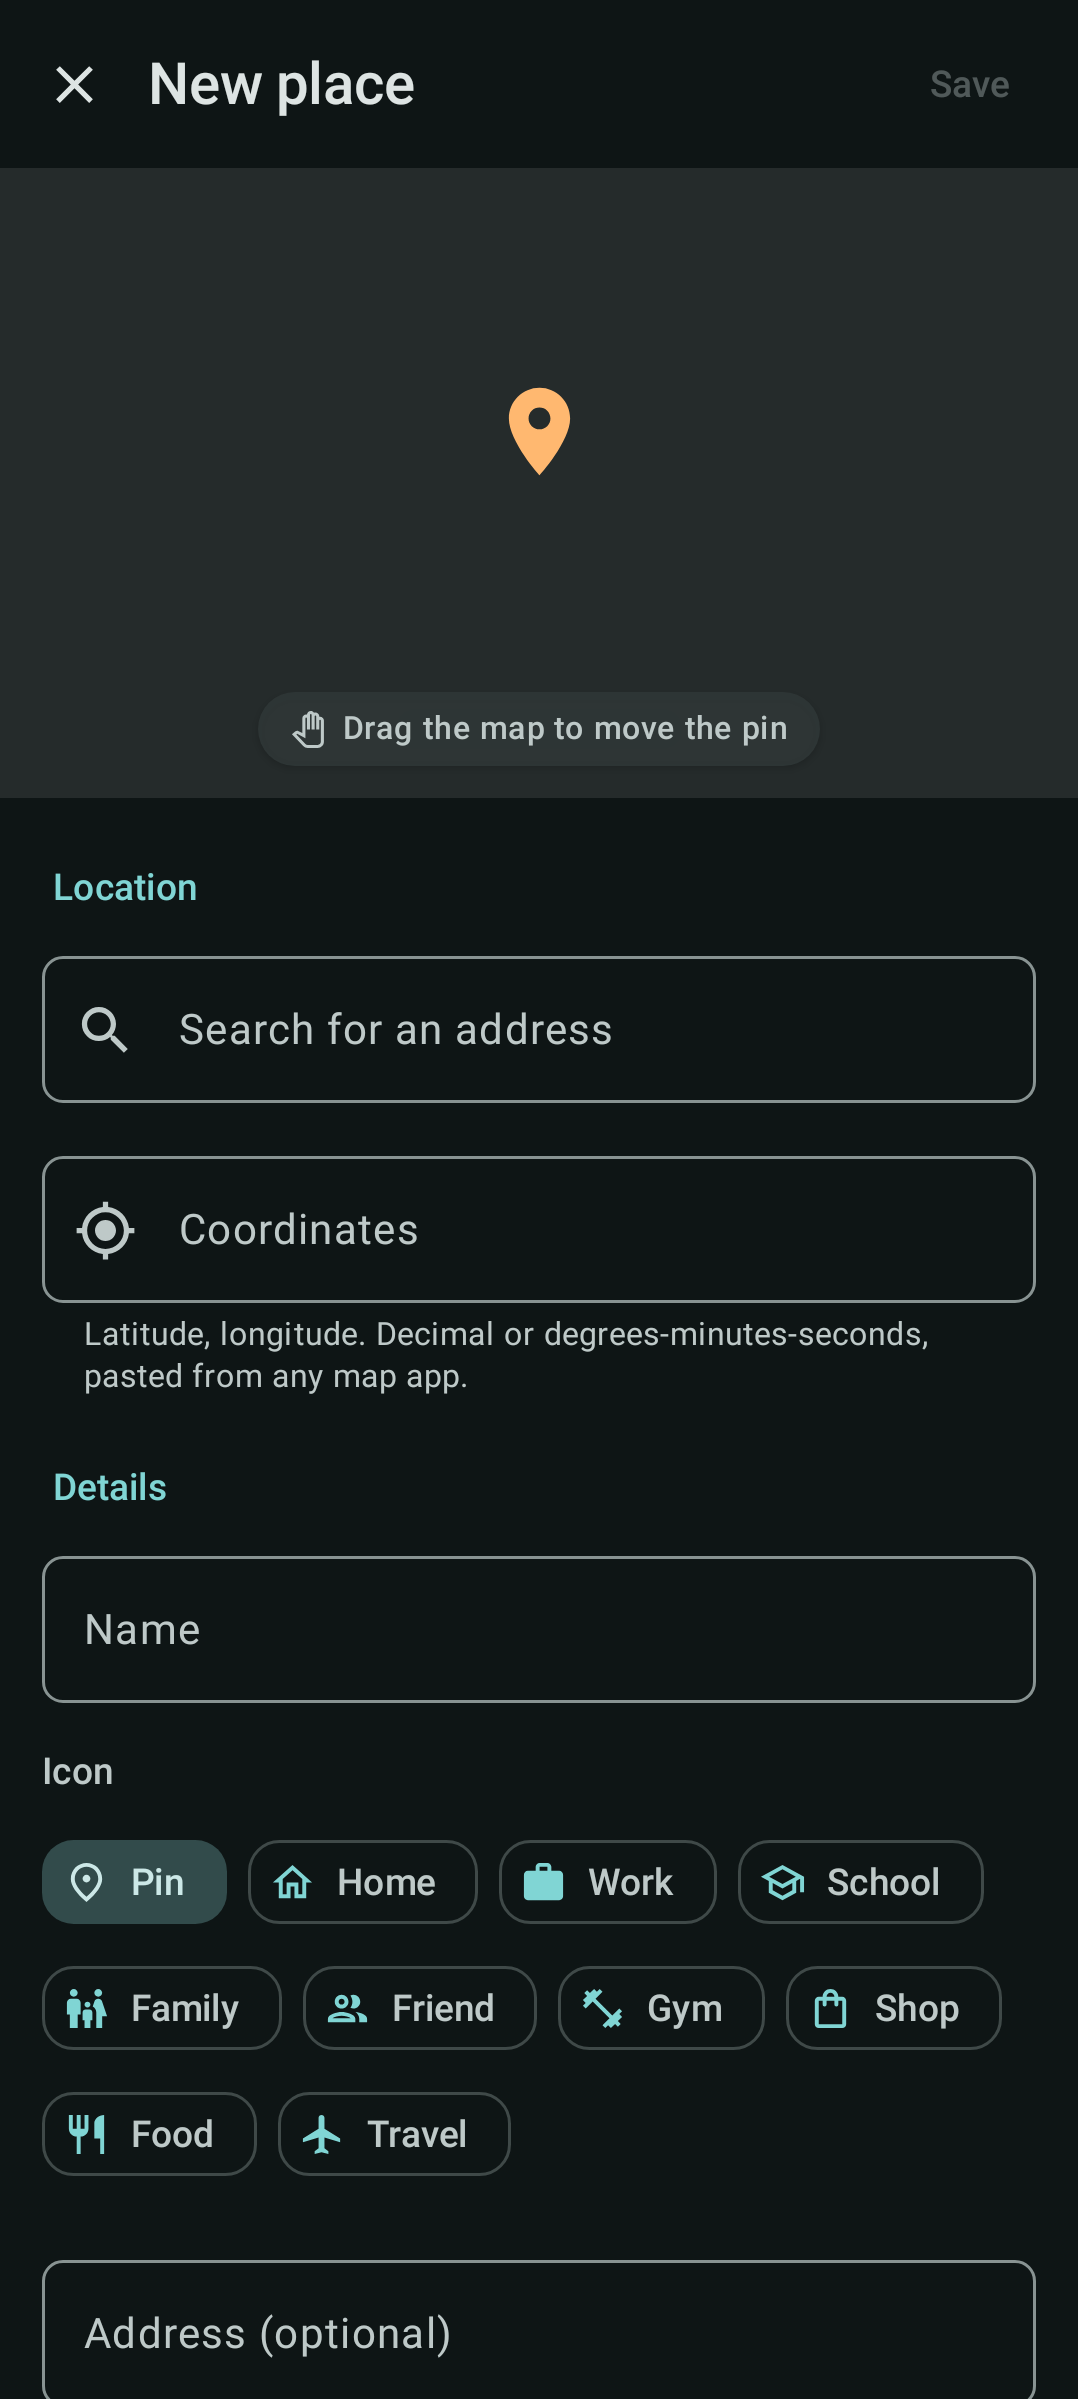 New place
Save
Drag the map to move the pin
Location
Search for an address
Coordinates
Latitude, longitude. Decimal or degrees-minutes-seconds,
pasted from any map app.
Details
Name
Icon
Pin
Home
Work
School
Family
Friend
Gym
Shop
Food
Travel
Address (optional)